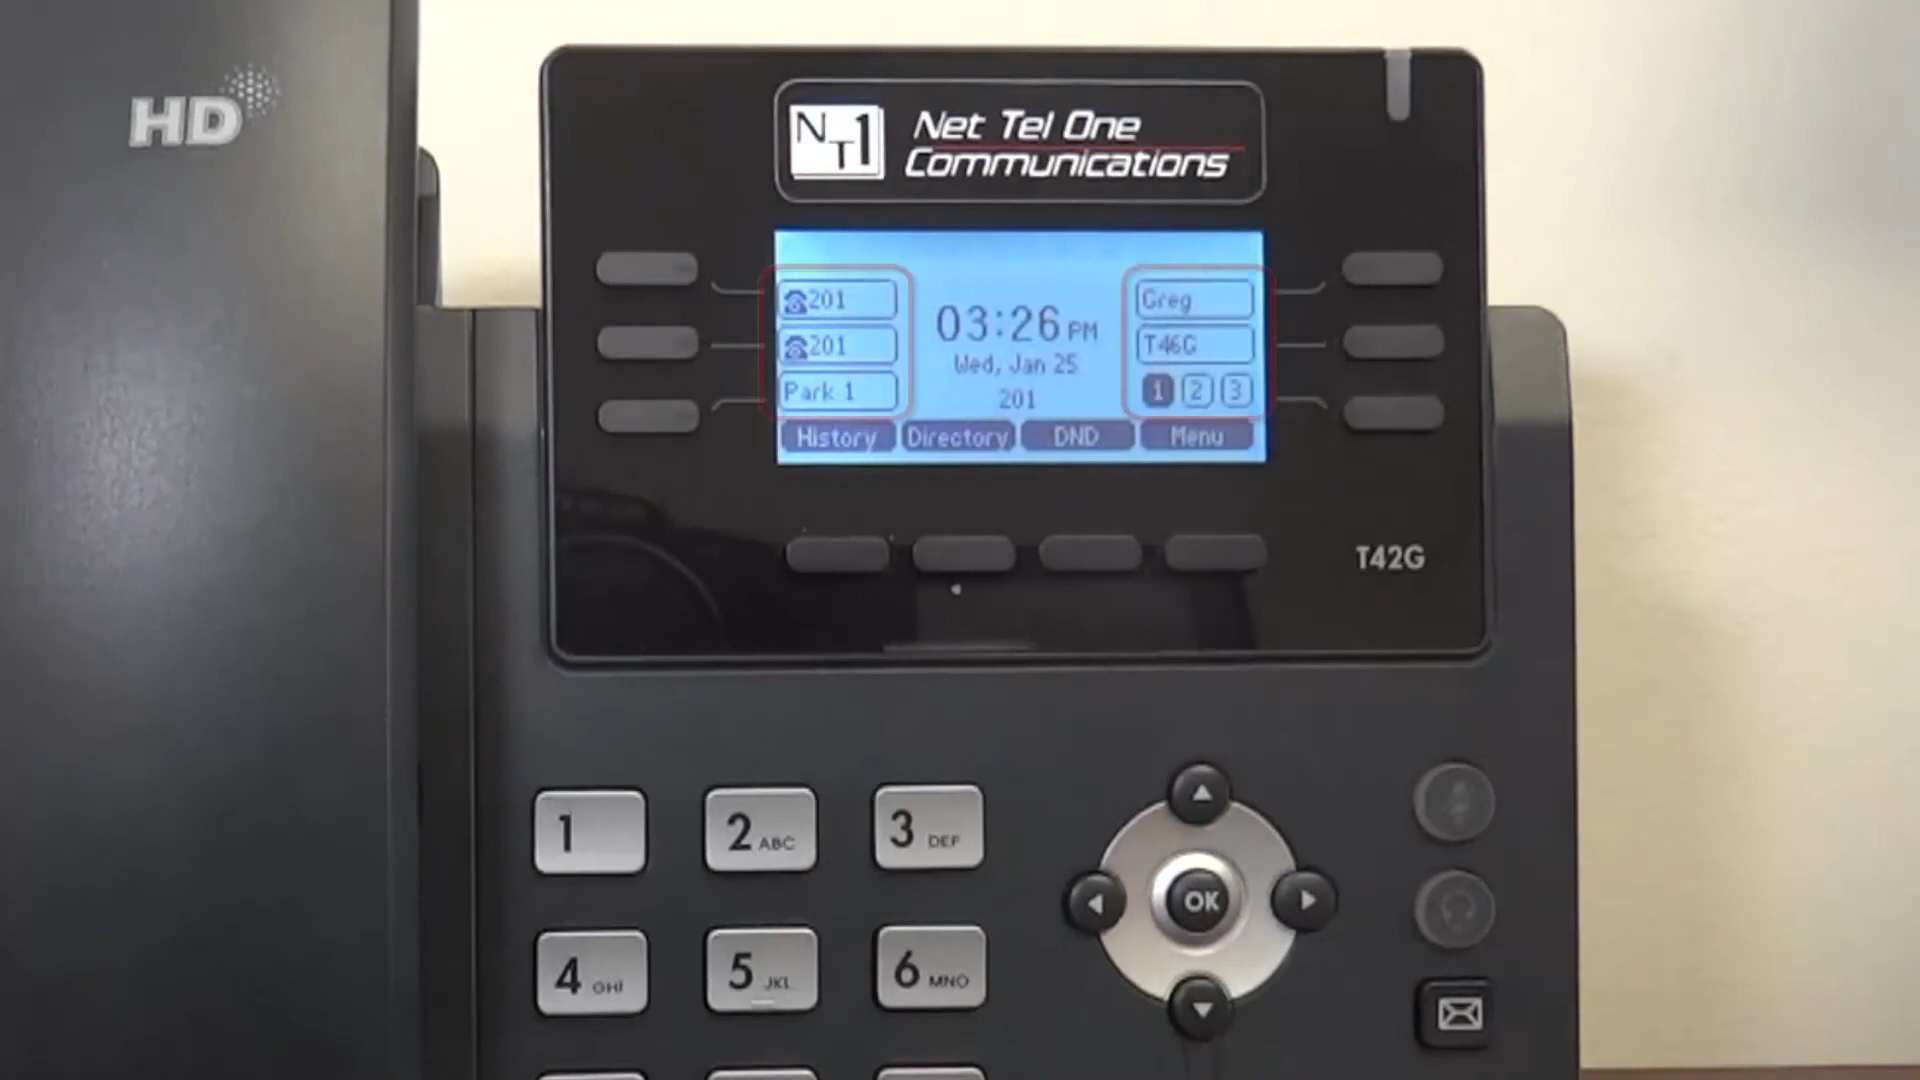 HD
NT1
Net Tel One
Communications
201
Greg
201
03:26 PM
T46G
Wed, Jan 25
Park 1
201
1 2 3
History Directory DND Menu
T42G
1
2 ABC
3 DEF
OK
4 GHI
5 JKL
6 MNO